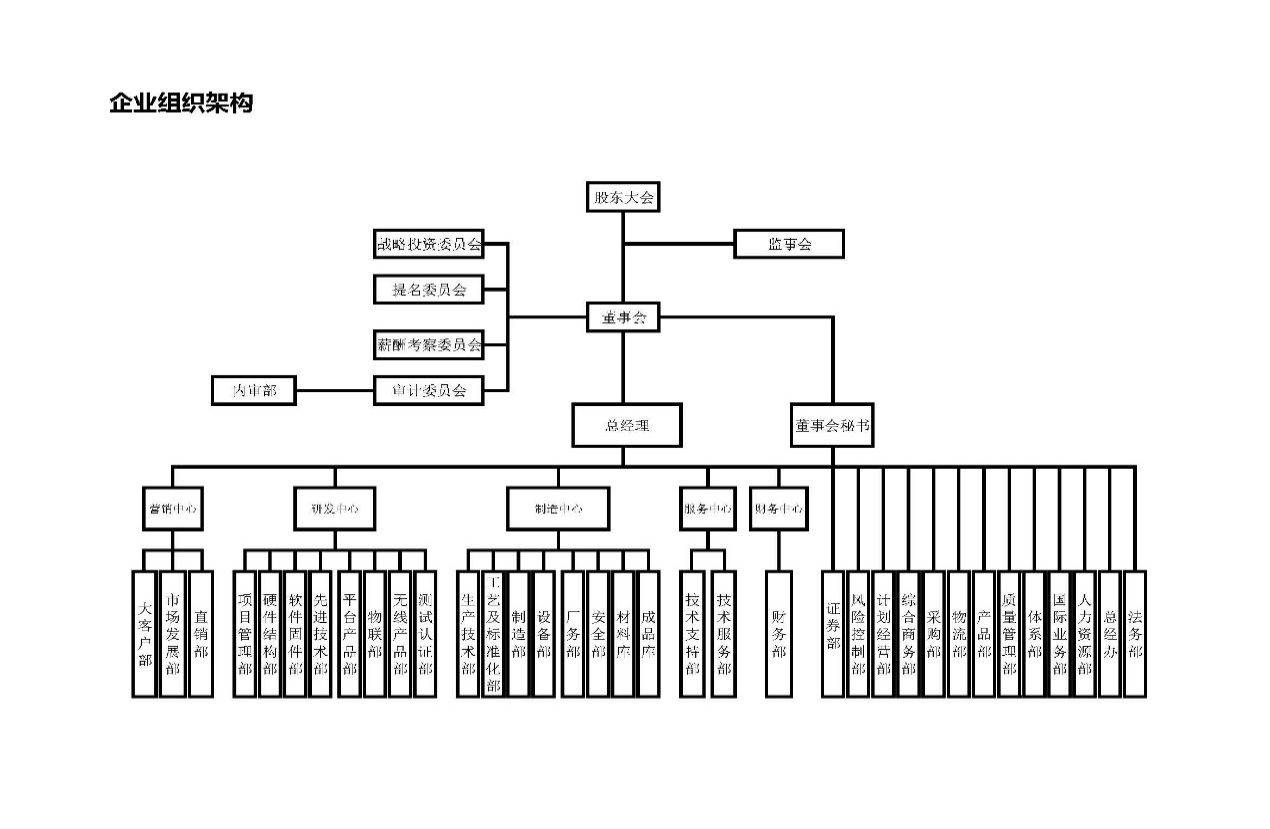 企业组织架构
股东大会
战略投资委员会
监事会
提名委员会
董事会
薪酬考察委员会
内审部
审计委员会
总经理
董事会秘书
营销中心
研发中心
制造中心
服务中心
财务中心
大客户部
市场发展部
直销部
项目管理部
硬件结构部
软件固件部
先进技术部
平台产品部
物联部
无线产品部
测试认证部
生产技术部
工艺及标准化部
制造部
设备部
厂务部
安全部
材料库
成品库
技术支持部
技术服务部
财务部
证券部
风险控制部
计划经营部
综合商务部
采购部
物流部
产品部
质量管理部
体系部
国际业务部
人力资源部
总经办
法务部